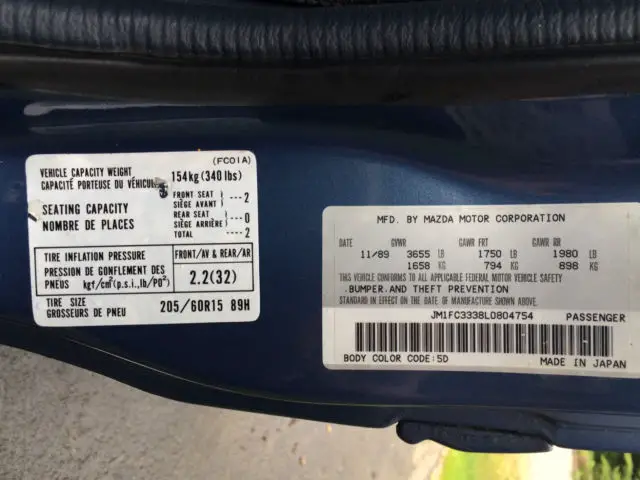 (FC01A)
VEHICLE CAPACITY WEIGHT
CAPACITÉ PORTEUSE DU VÉHICULE
154kg(340 lbs)
SEATING CAPACITY
NOMBRE DE PLACES
FRONT SEAT
SIÈGE AVANT
---2
REAR SEAT
SIÈGE ARRIÈRE
---0
TOTAL ---2
TIRE INFLATION PRESSURE
PRESSION DE GONFLEMENT DES
PNEUS kgf/cm²(p.s.i.,lb/PO²)
FRONT/AV & REAR/AR
2.2(32)
TIRE SIZE
GROSSEURS DE PNEU
205/60R15 89H
MFD. BY MAZDA MOTOR CORPORATION
DATE GVWR GAWR FRT GAWR RR
11/89 3655 LB 1750 LB 1980 LB
1658 KG 794 KG 898 KG
THIS VEHICLE CONFORMS TO ALL APPLICABLE FEDERAL MOTOR VEHICLE SAFETY
.BUMPER.AND THEFT PREVENTION
STANDARD IN EFFECT ON THE DATE OF MANUFACTURE SHOWN ABOVE.
JM1FC3338L0804754 PASSENGER
BODY COLOR CODE:5D MADE IN JAPAN